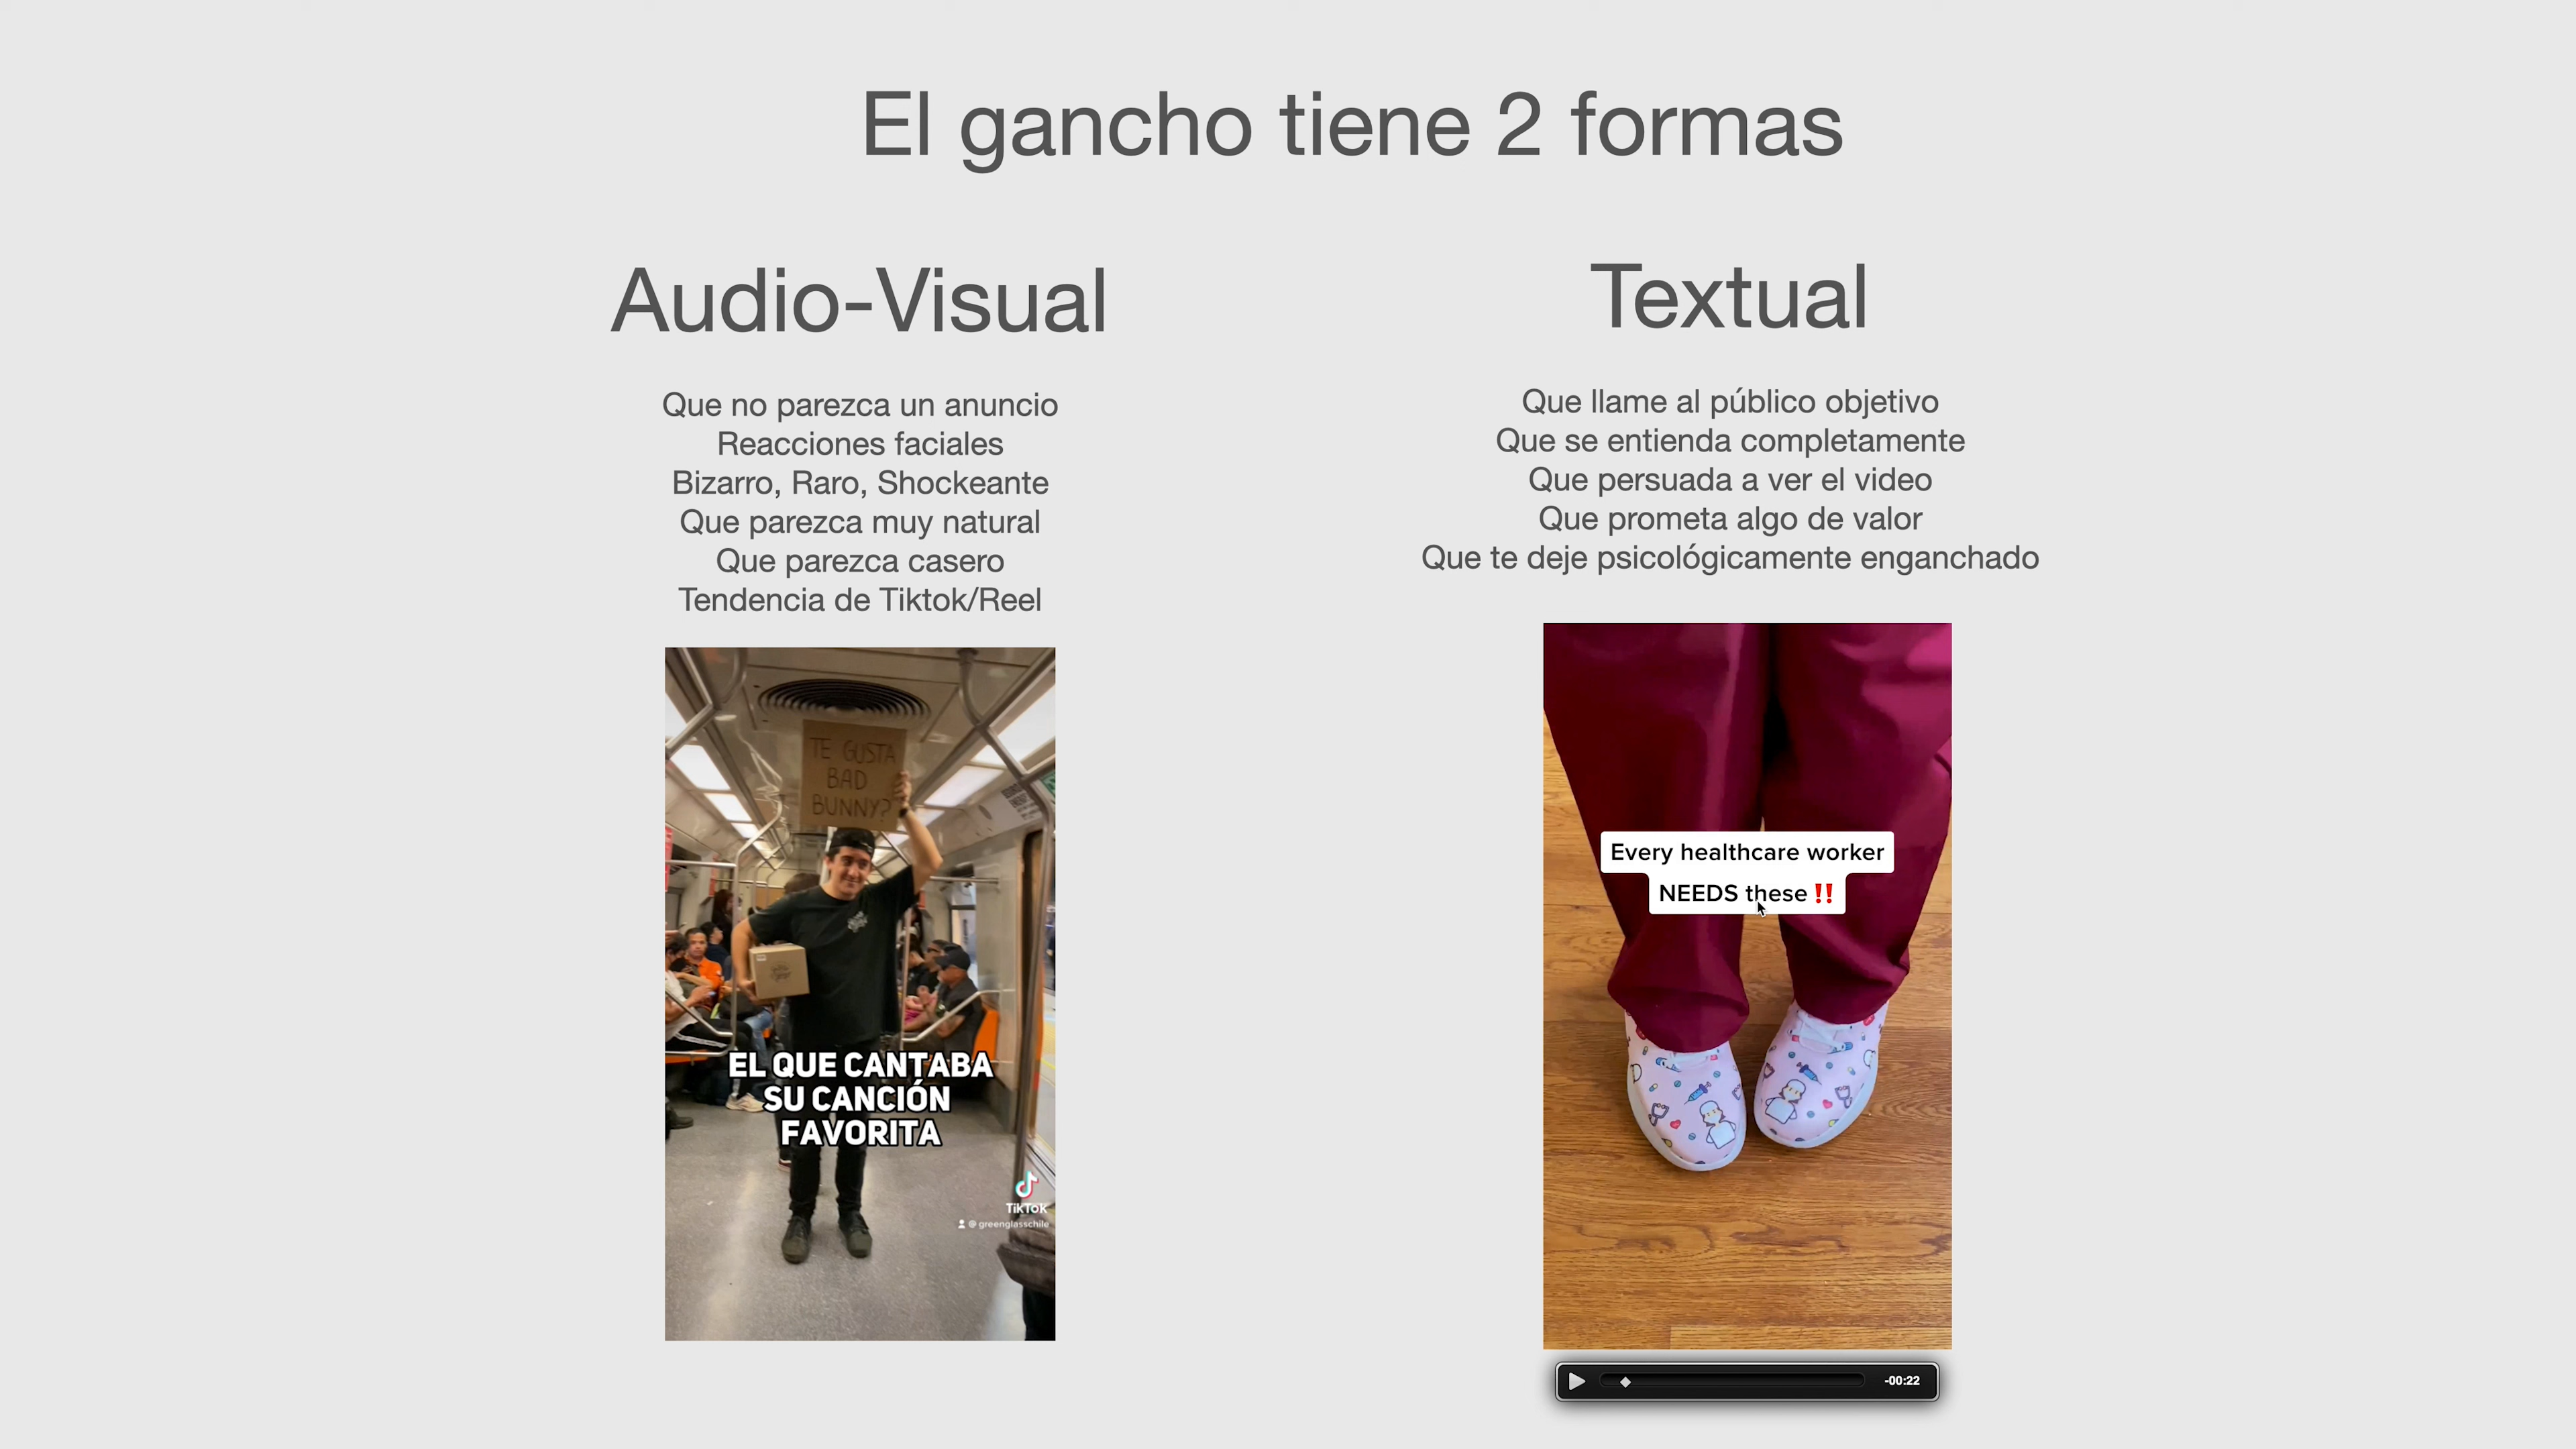 El gancho tiene 2 formas
Audio-Visual
Que no parezca un anuncio
Reacciones faciales
Bizarro, Raro, Shockeante
Que parezca muy natural
Que parezca casero
Tendencia de Tiktok/Reel
TE GUSTA
BAD
BUNNY?
EL QUE CANTABA
SU CANCIÓN
FAVORITA
TikTok
@greenglasschile
Textual
Que llame al público objetivo
Que se entienda completamente
Que persuada a ver el video
Que prometa algo de valor
Que te deje psicológicamente enganchado
Every healthcare worker
NEEDS these ‼️
-00:22